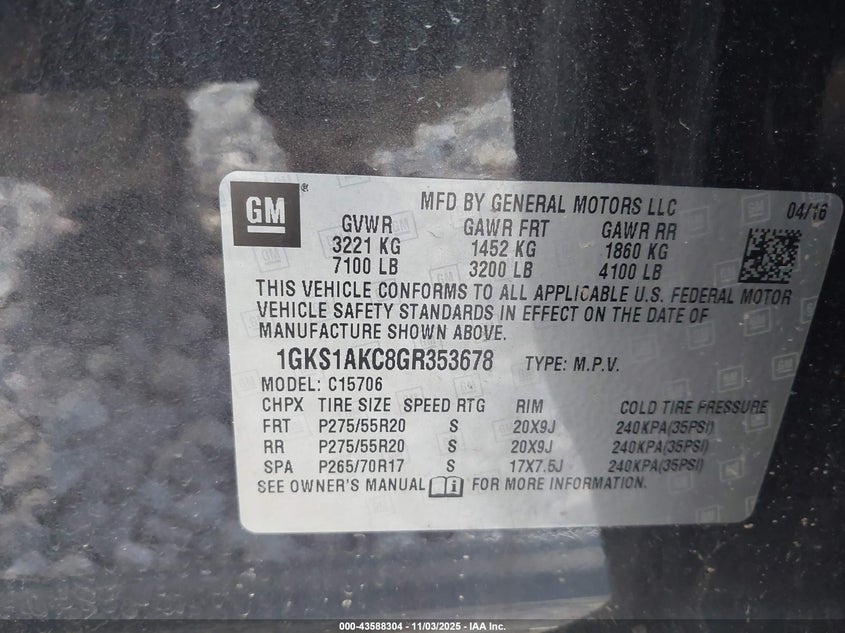 GM ®
MFD BY GENERAL MOTORS LLC 04/16
GVWR GAWR FRT GAWR RR
3221 KG 1452 KG 1860 KG
7100 LB 3200 LB 4100 LB
THIS VEHICLE CONFORMS TO ALL APPLICABLE U.S. FEDERAL MOTOR
VEHICLE SAFETY STANDARDS IN EFFECT ON THE DATE OF
MANUFACTURE SHOWN ABOVE.
1GKS1AKC8GR353678 TYPE: M.P.V.
MODEL: C15706
CHPX TIRE SIZE SPEED RTG RIM COLD TIRE PRESSURE
FRT P275/55R20 S 20X9J 240KPA(35PSI)
RR P275/55R20 S 20X9J 240KPA(35PSI)
SPA P265/70R17 S 17X7.5J 240KPA(35PSI)
SEE OWNER'S MANUAL i FOR MORE INFORMATION.
000-43588304 - 11/03/2025 - IAA Inc.